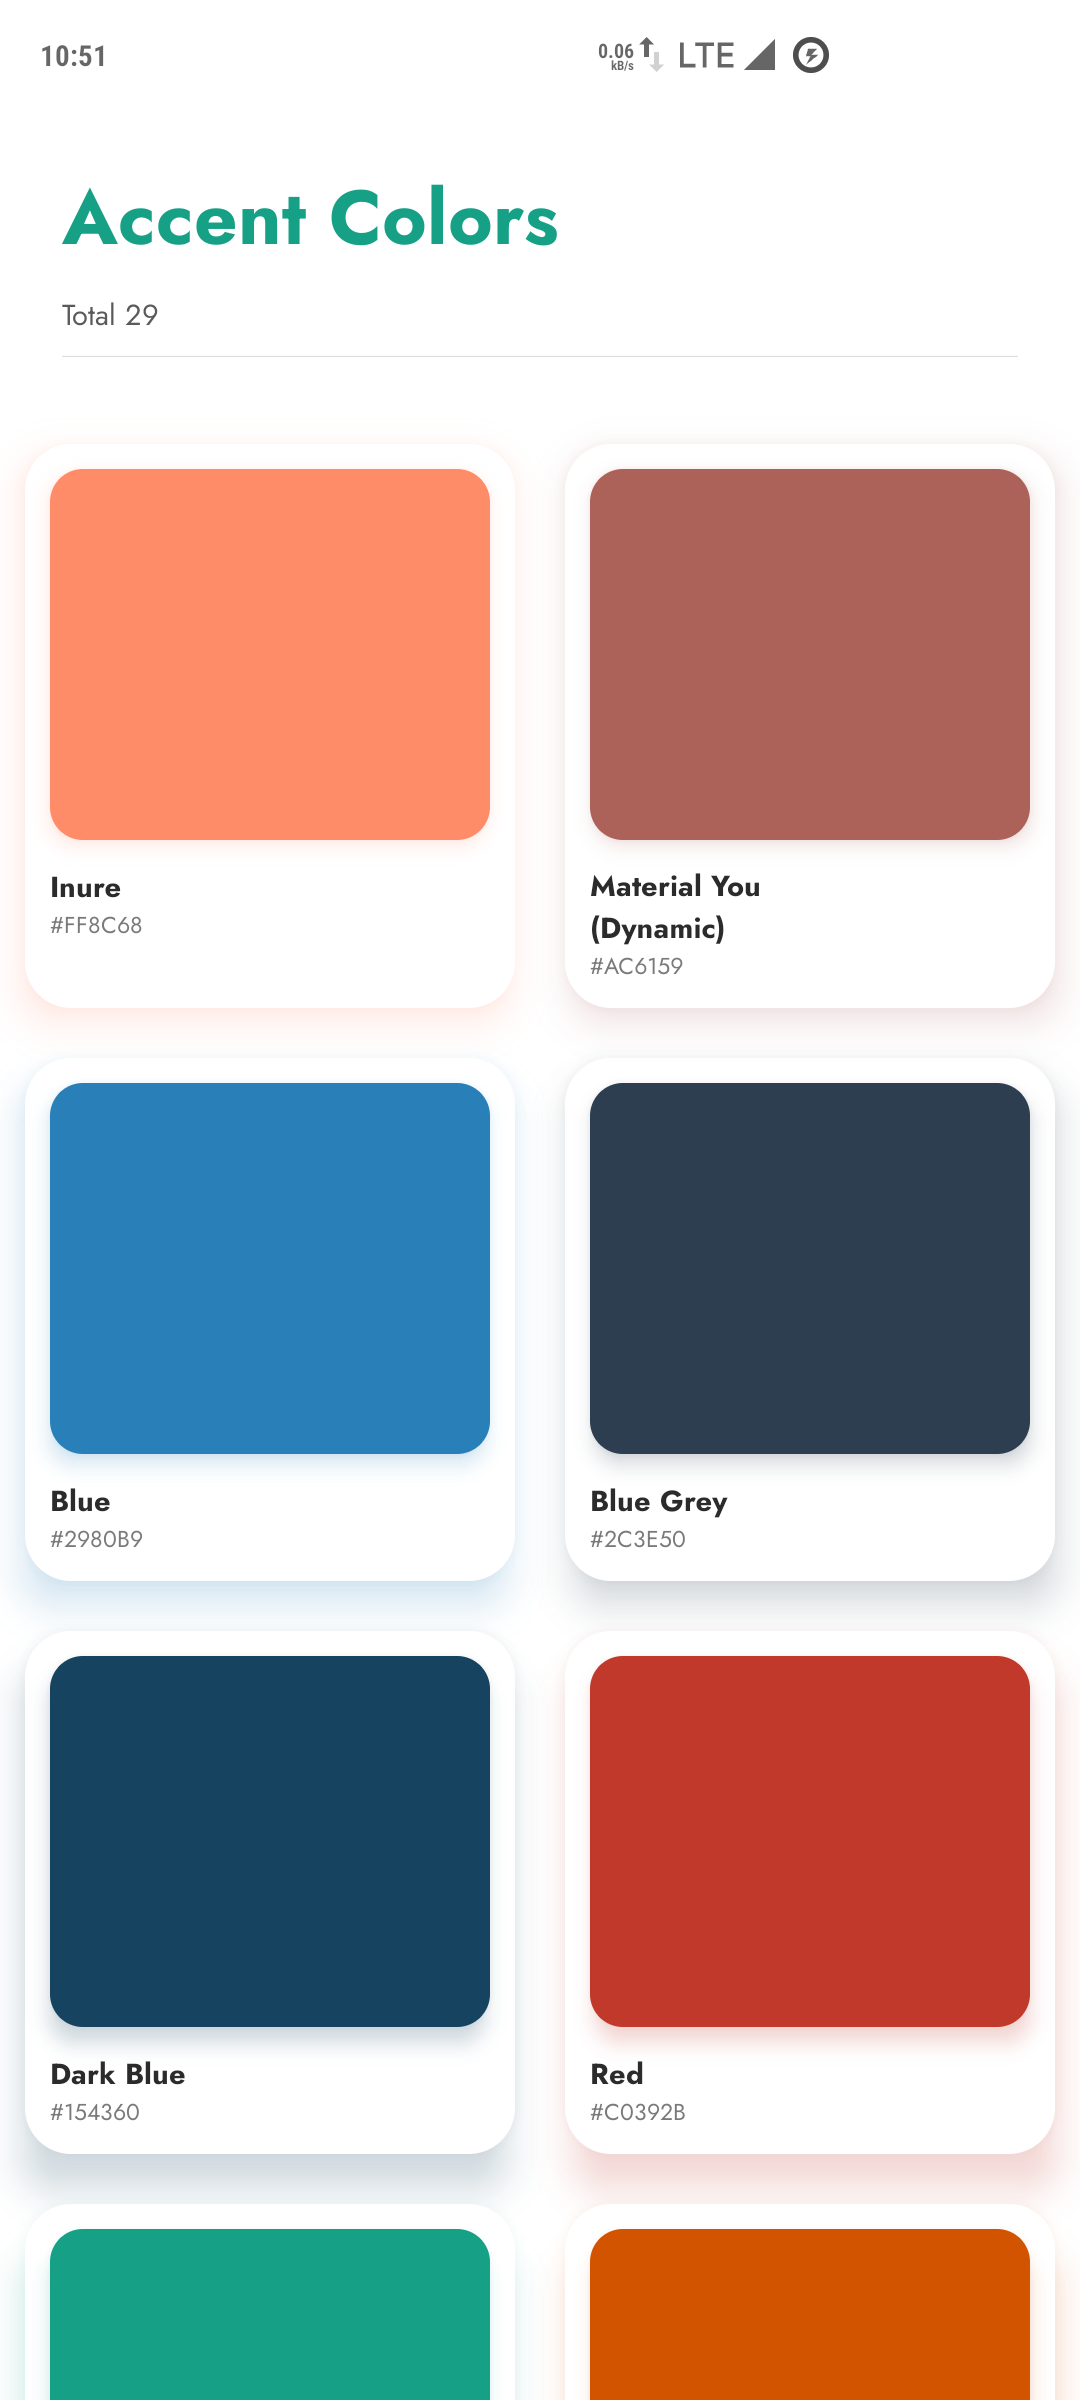 10:51
0.06
kB/s
LTE
Accent Colors
Total 29
Inure
#FF8C68
Material You
(Dynamic)
#AC6159
Blue
#2980B9
Blue Grey
#2C3E50
Dark Blue
#154360
Red
#C0392B